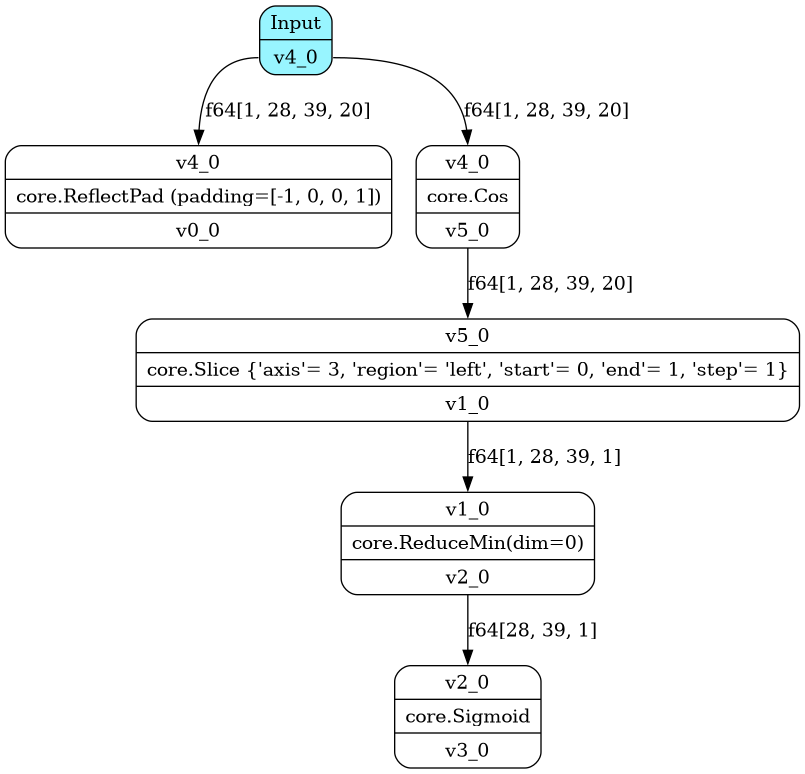 Input
v4_0
f64[1, 28, 39, 20]
f64[1, 28, 39, 20]
v4_0
core.ReflectPad (padding=[-1, 0, 0, 1])
v0_0
v4_0
core.Cos
v5_0
f64[1, 28, 39, 20]
v5_0
core.Slice {'axis'= 3, 'region'= 'left', 'start'= 0, 'end'= 1, 'step'= 1}
v1_0
f64[1, 28, 39, 1]
v1_0
core.ReduceMin(dim=0)
v2_0
f64[28, 39, 1]
v2_0
core.Sigmoid
v3_0